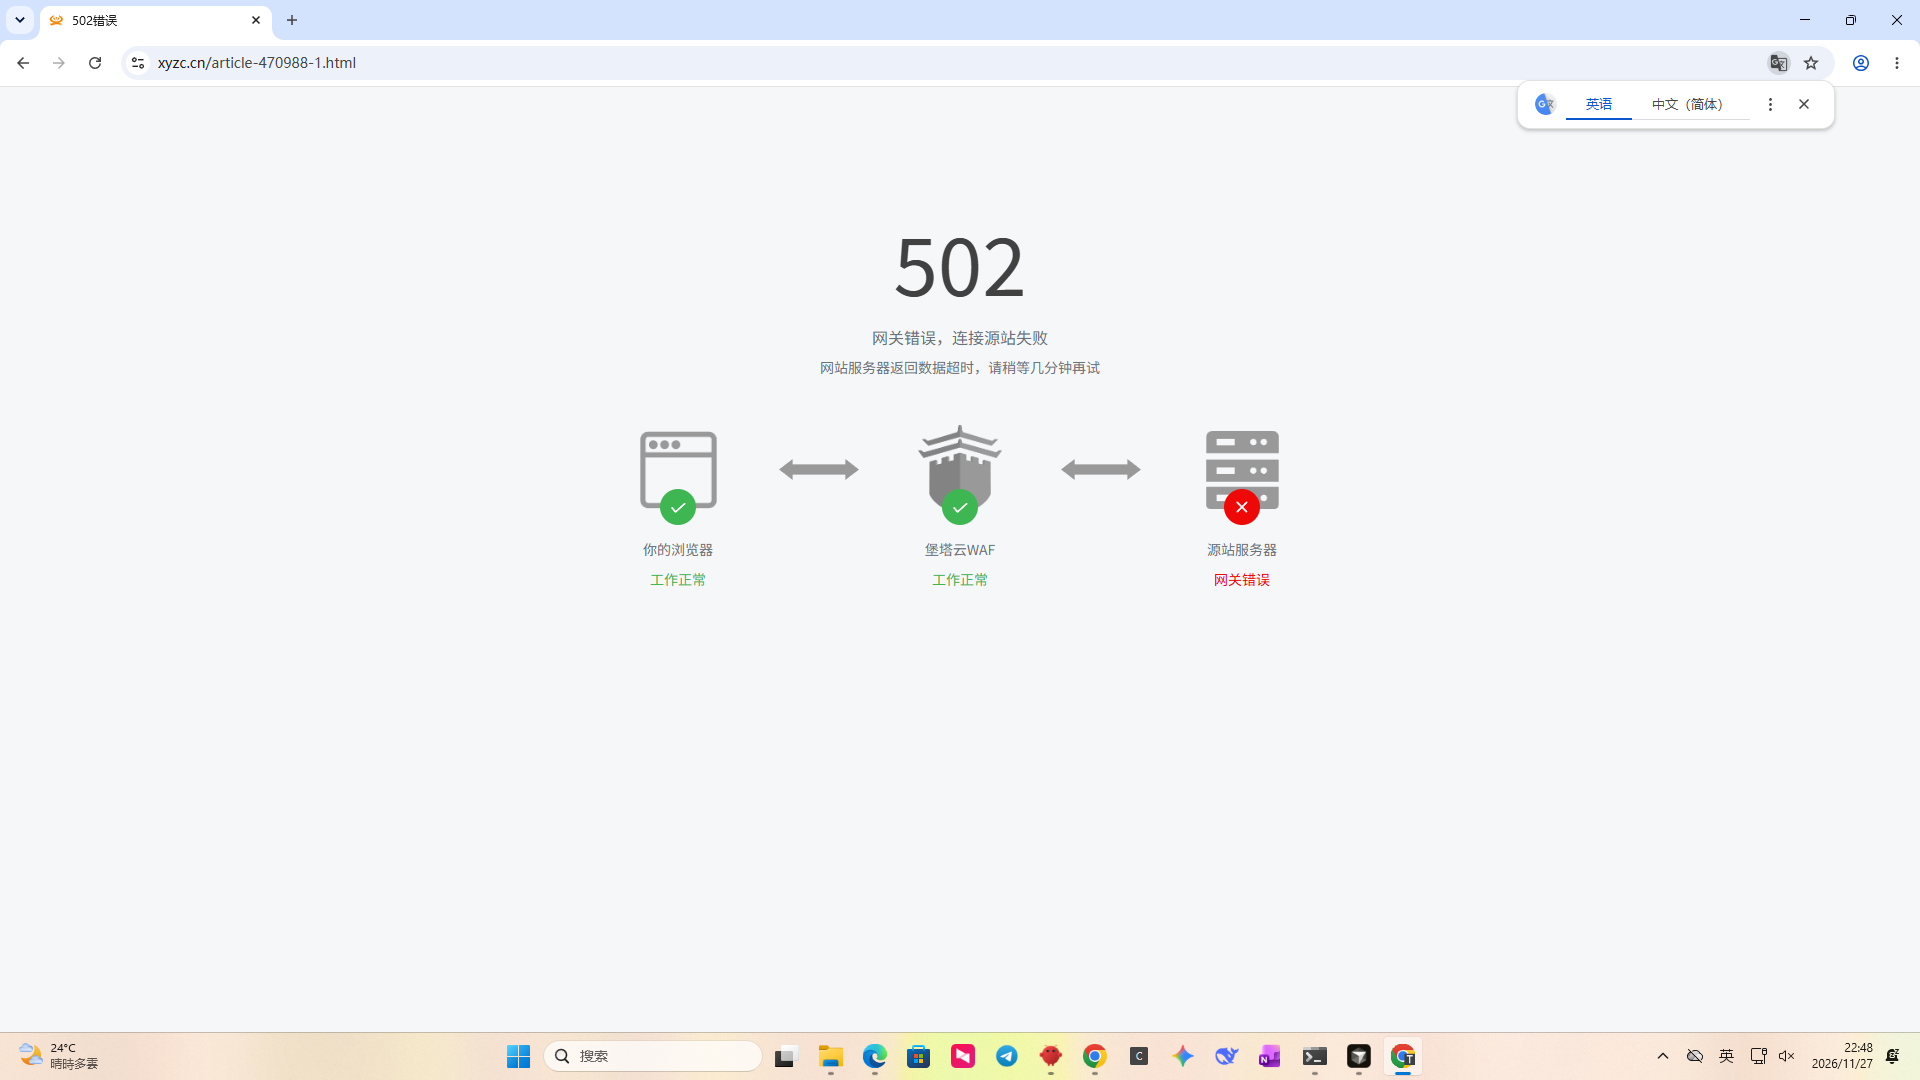 502错误
xyzc.cn/article-470988-1.html
英语
中文（简体）
502
网关错误，连接源站失败
网站服务器返回数据超时，请稍等几分钟再试
你的浏览器
堡塔云WAF
源站服务器
工作正常
工作正常
网关错误
24°C
晴時多雲
搜索
英
22:48
2026/11/27